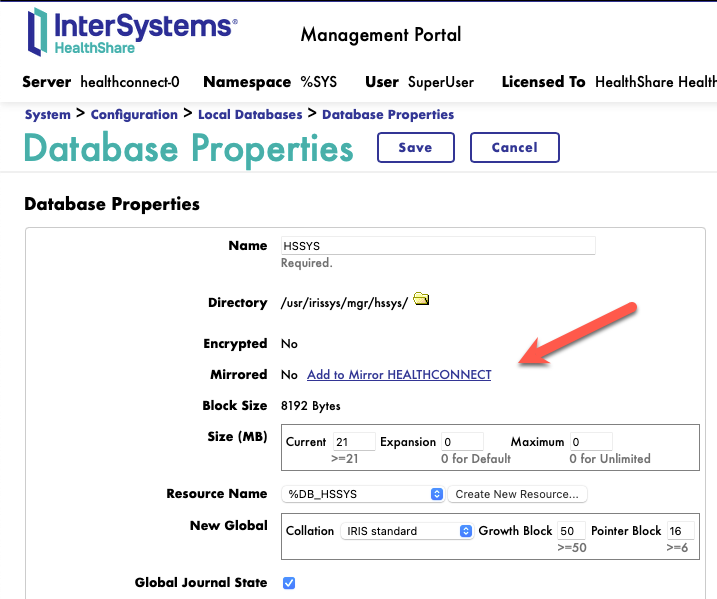 InterSystems®
HealthShare
Management Portal
Server healthconnect-0 Namespace %SYS User SuperUser Licensed To HealthShare Health
System > Configuration > Local Databases > Database Properties
Database Properties Save Cancel
Database Properties
Name HSSYS
Required.
Directory /usr/irissys/mgr/hssys/
Encrypted No
Mirrored No Add to Mirror HEALTHCONNECT
Block Size 8192 Bytes
Size (MB) Current 21 Expansion 0 Maximum 0
>=21 0 for Default 0 for Unlimited
Resource Name %DB_HSSYS Create New Resource...
New Global Collation IRIS standard Growth Block 50 Pointer Block 16
>=50 >=6
Global Journal State